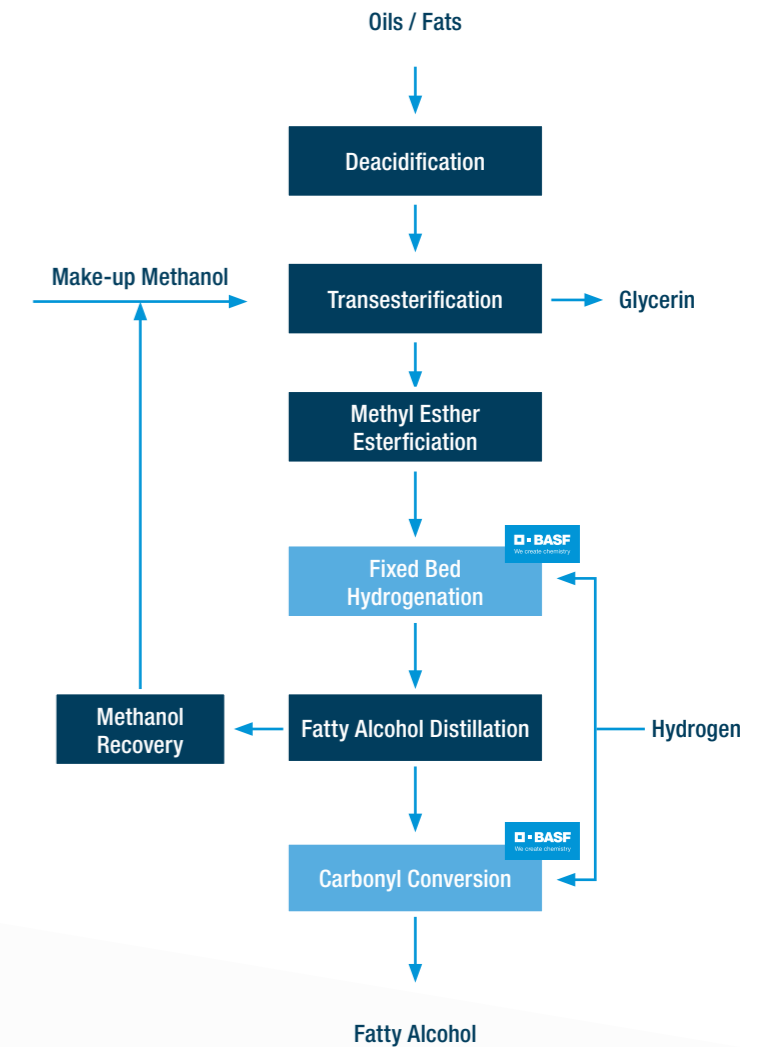 Oils / Fats
Deacidification
Make-up Methanol
Transesterification
Glycerin
Methyl Esther
Esterficiation
BASF
We create chemistry
Fixed Bed
Hydrogenation
Methanol
Recovery
Fatty Alcohol Distillation
Hydrogen
BASF
We create chemistry
Carbonyl Conversion
Fatty Alcohol